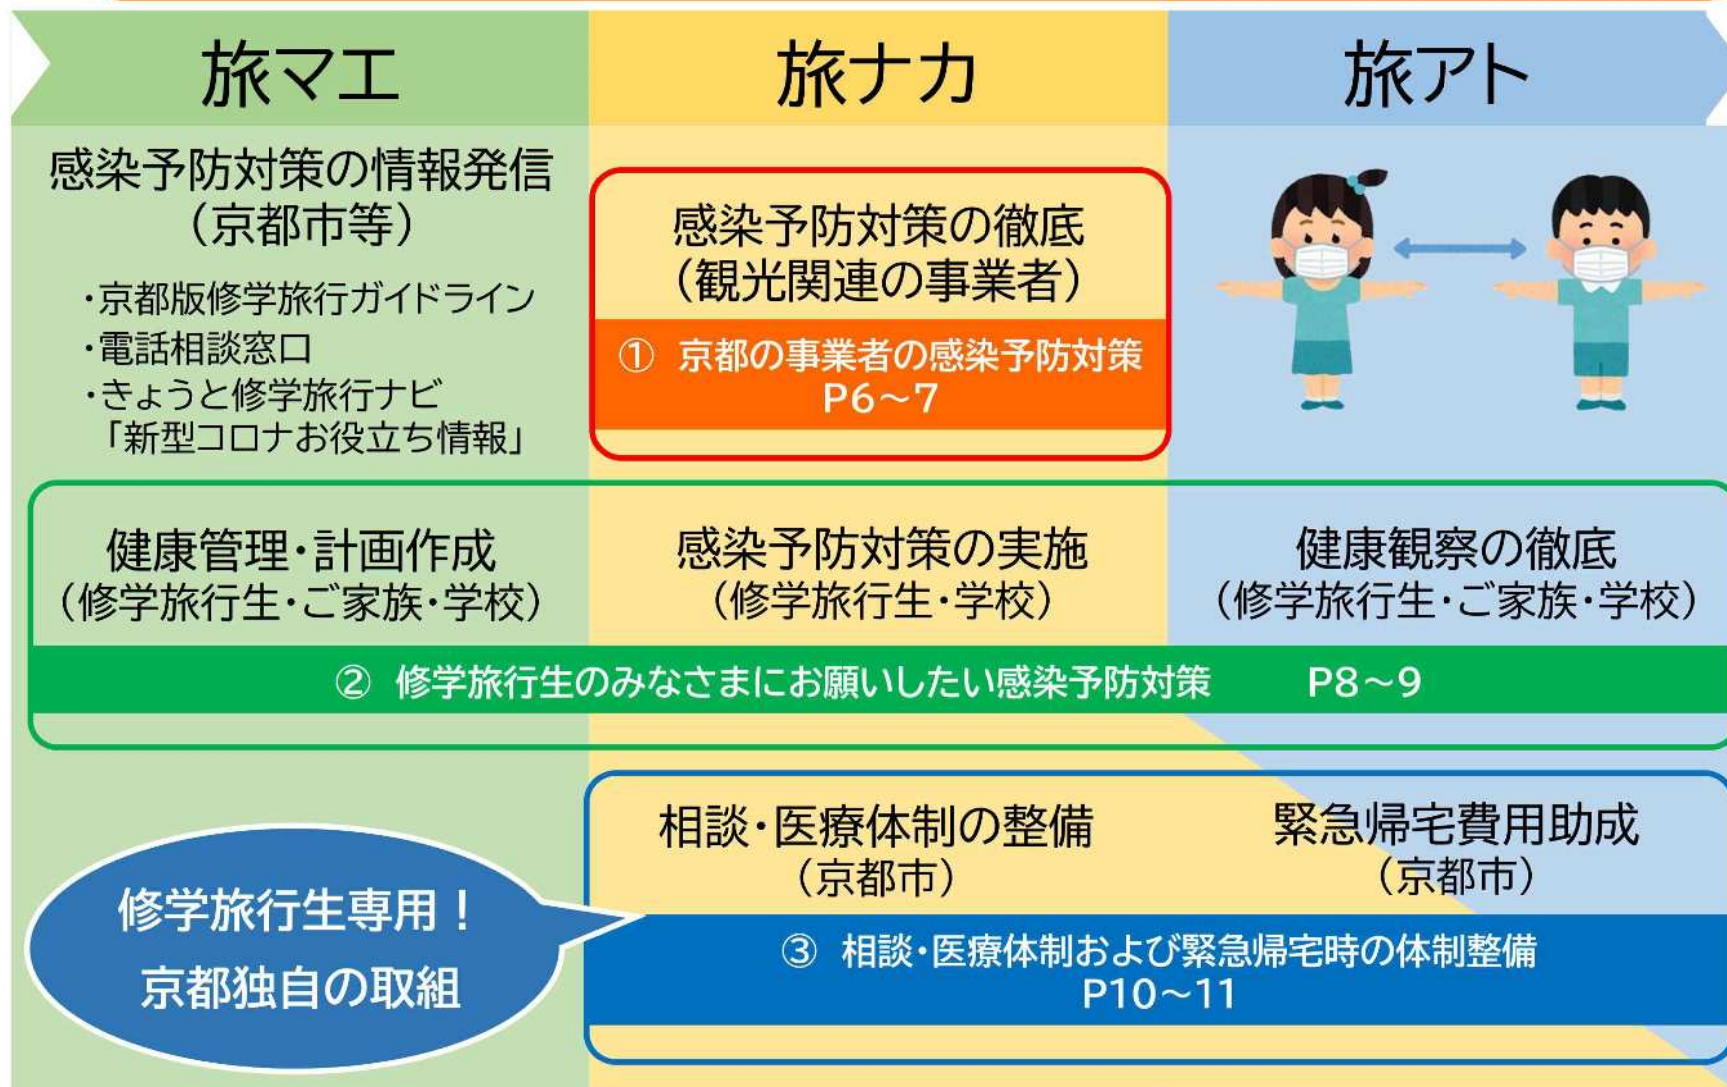 旅マエ
旅ナカ
旅アト
感染予防対策の情報発信
（京都市等）
・京都版修学旅行ガイドライン
・電話相談窓口
・きょうと修学旅行ナビ
「新型コロナお役立ち情報」
感染予防対策の徹底
（観光関連の事業者）
① 京都の事業者の感染予防対策
P6～7
健康管理・計画作成
（修学旅行生・ご家族・学校）
感染予防対策の実施
（修学旅行生・学校）
健康観察の徹底
（修学旅行生・ご家族・学校）
② 修学旅行生のみなさまにお願いしたい感染予防対策 P8～9
修学旅行生専用！
京都独自の取組
相談・医療体制の整備
（京都市）
緊急帰宅費用助成
（京都市）
③ 相談・医療体制および緊急帰宅時の体制整備
P10～11